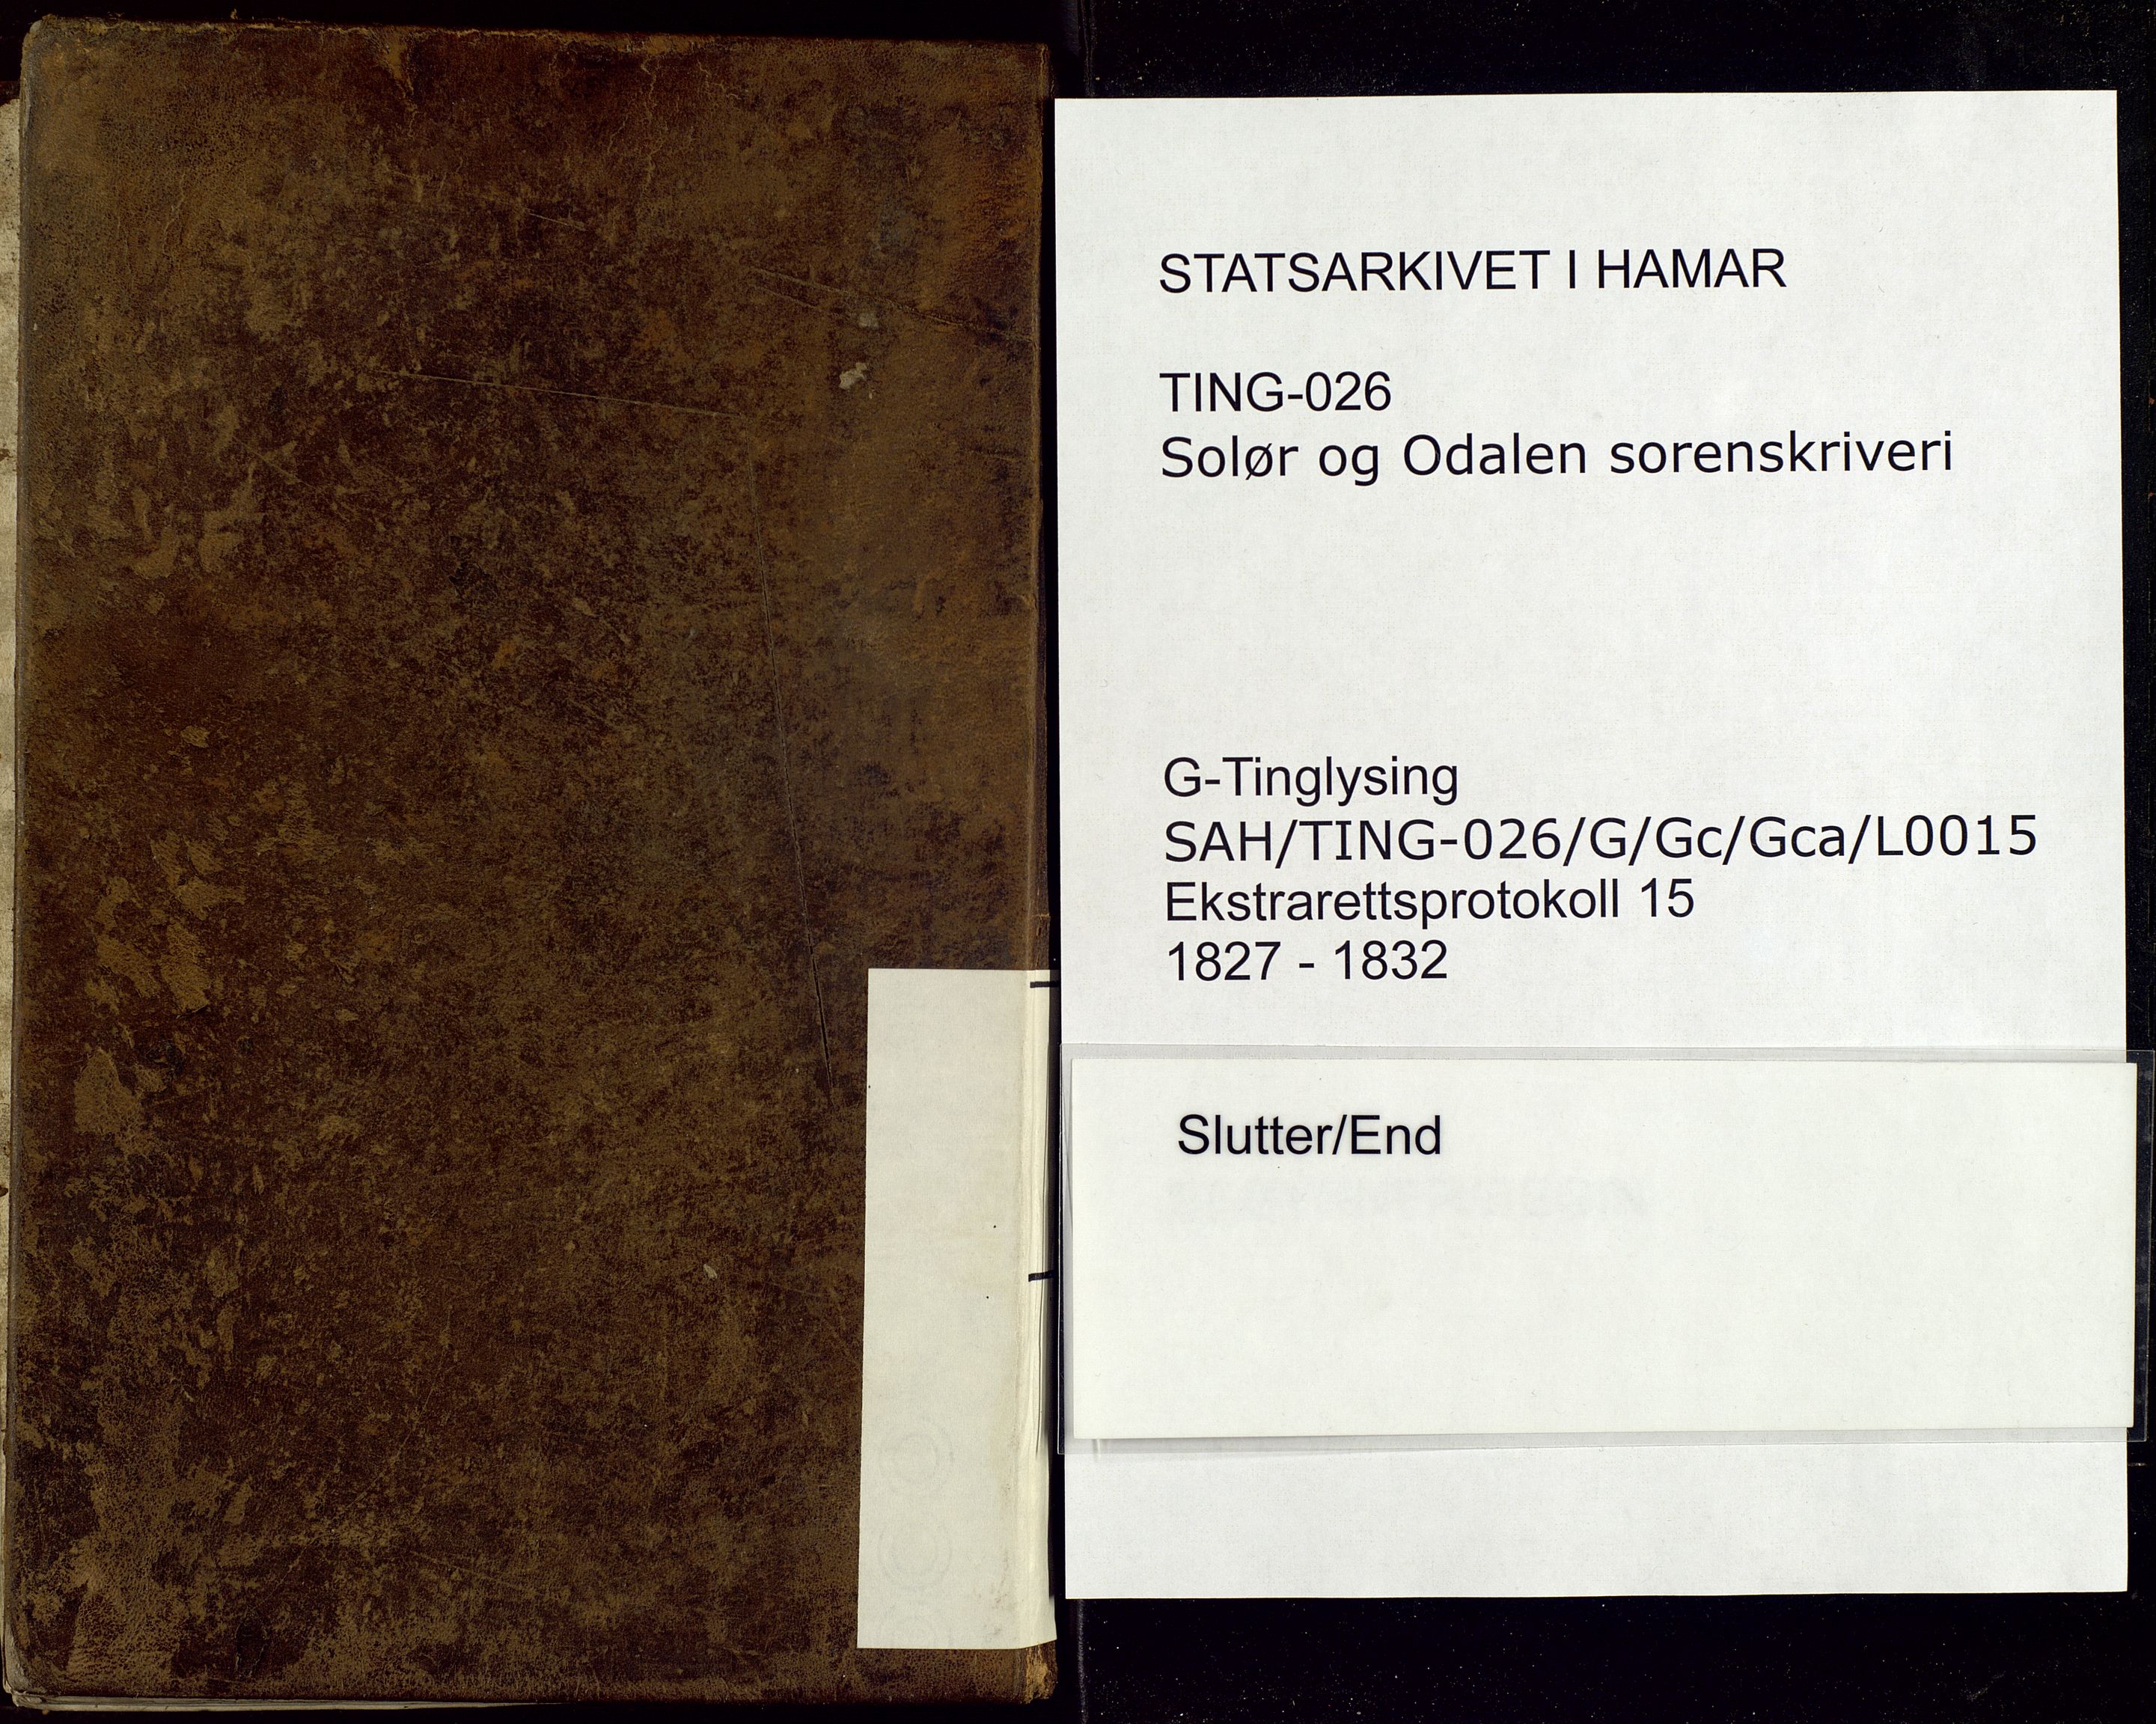 STATSARKIVET I HAMAR
TING-026
Solør og Odalen sorenskriveri
G-Tinglysing
SAH/TING-026/G/Gc/Gca/L0015
Ekstrarettsprotokoll 15
1827 - 1832
Slutter/End